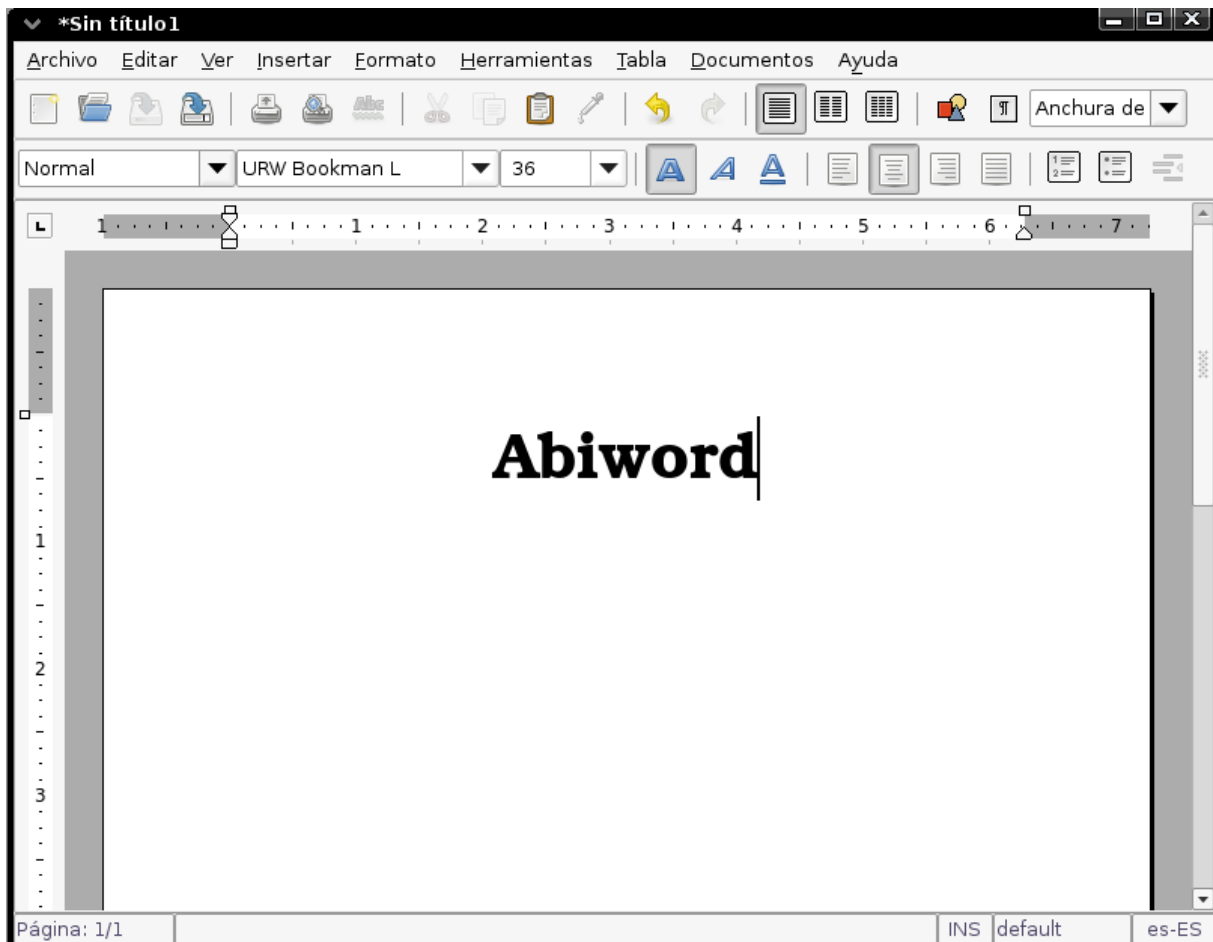 *Sin título1
Archivo Editar Ver Insertar Formato Herramientas Tabla Documentos Ayuda
Abc ¶ Anchura de
Normal URW Bookman L 36 A A A
1 1 2 3 4 5 6 7
Abiword
1
2
3
Página: 1/1 INS default es-ES